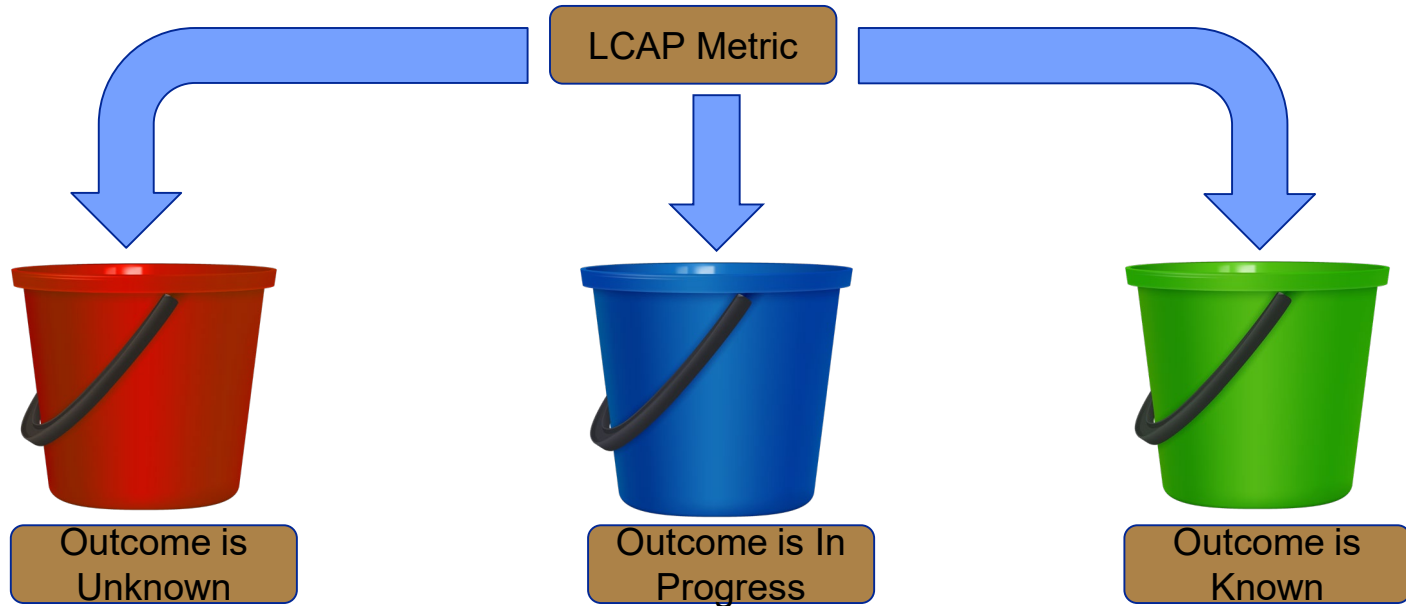 LCAP Metric
Outcome is
Unknown
Outcome is In
Progress
Outcome is
Known